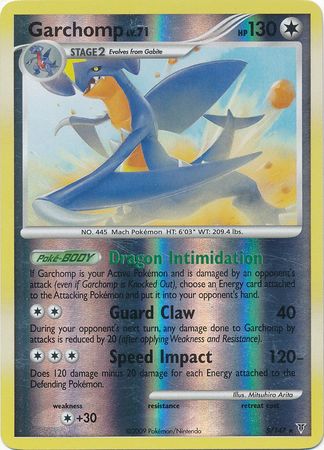 Garchomp LV.71 HP 130
STAGE 2 Evolves from Gabite
NO. 445 Mach Pokémon HT: 6'03" WT: 209.4 lbs.
Poké-BODY Dragon Intimidation
If Garchomp is your Active Pokémon and is damaged by an opponent's
attack (even if Garchomp is Knocked Out), choose an Energy card attached to
the Attacking Pokémon and put it into your opponent's hand.
Guard Claw 40
During your opponent's next turn, any damage done to Garchomp by
attacks is reduced by 20 (after applying Weakness and Resistance).
Speed Impact 120-
Does 120 damage minus 20 damage for each Energy attached to the
Defending Pokémon.
Illus. Mitsuhiro Arita
weakness resistance retreat cost
+30
©2009 Pokémon/Nintendo 5/147